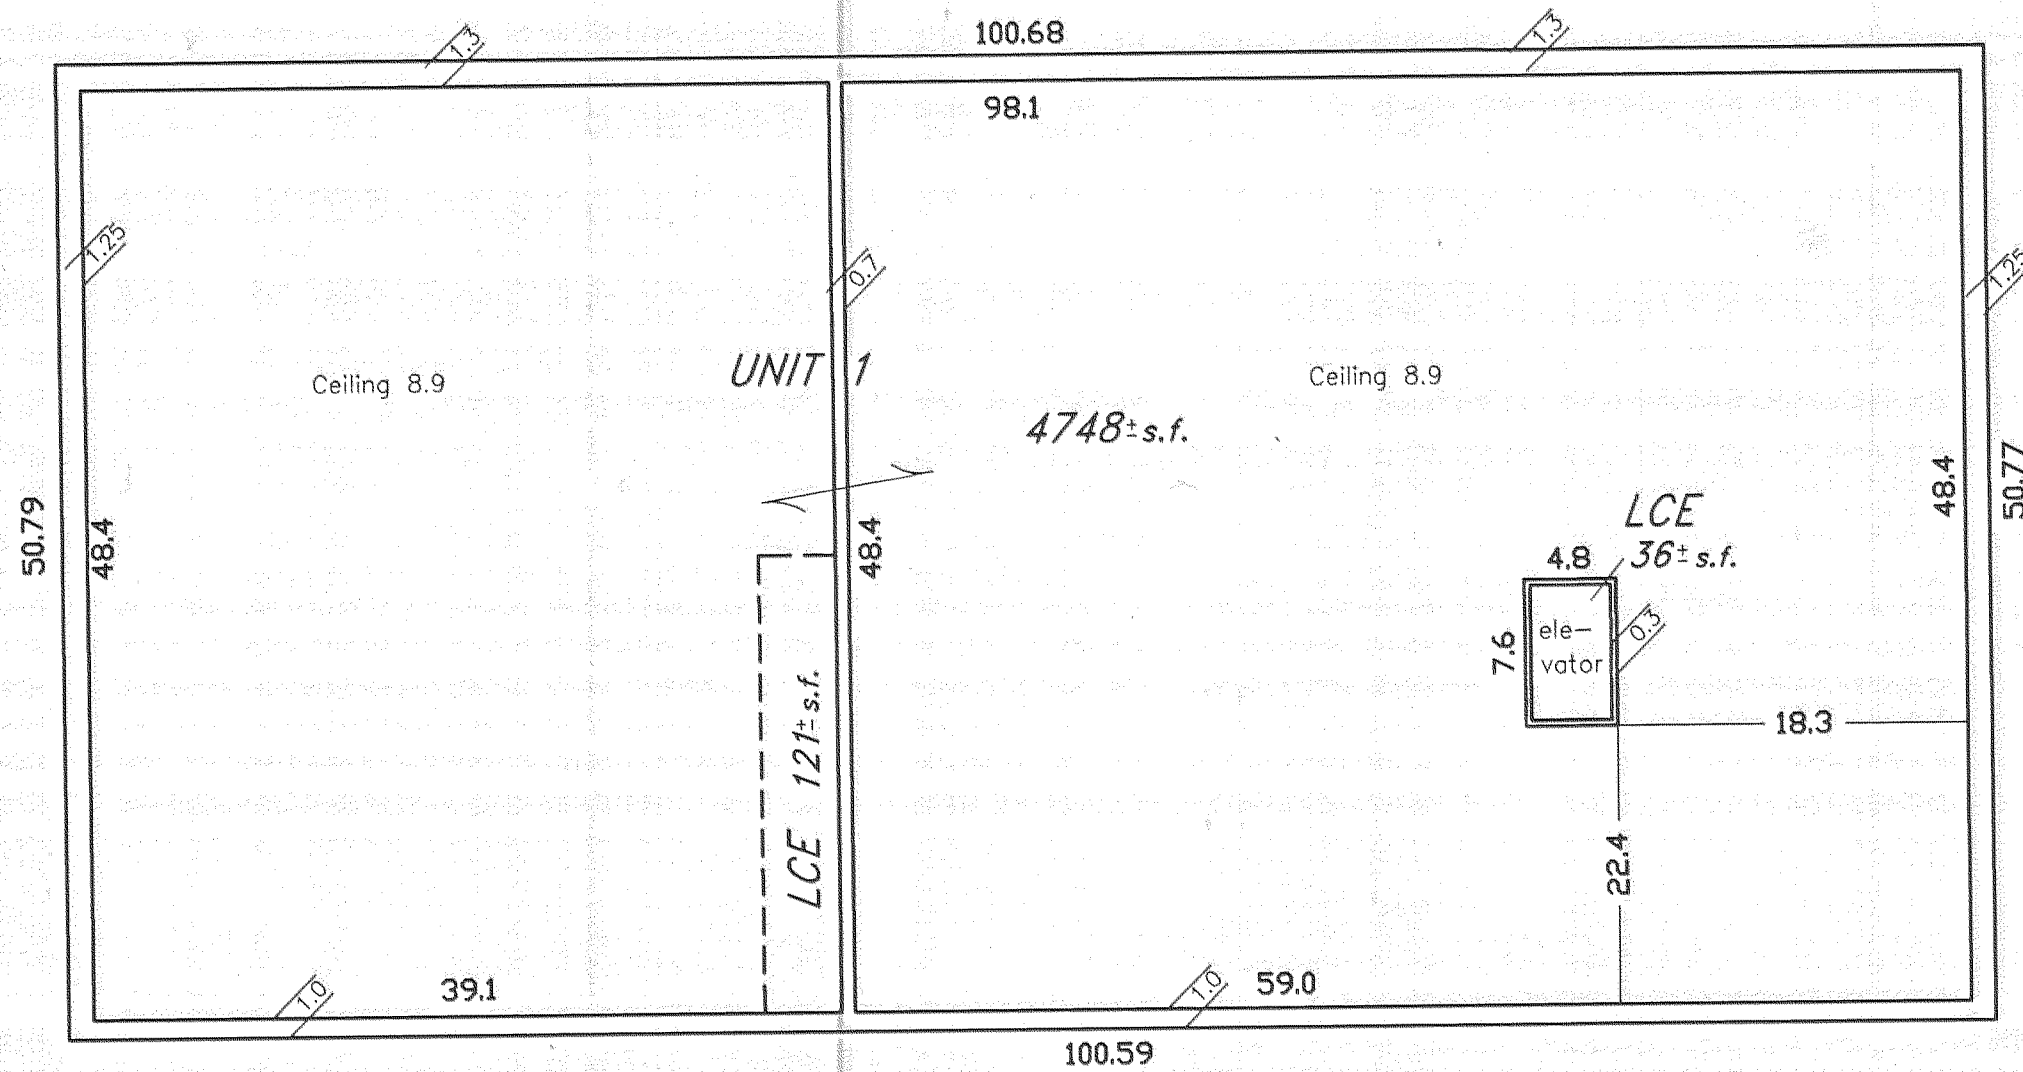 100.68
1.3
1.3
98.1
1.25
0.7
1.25
UNIT 1
Ceiling 8.9
Ceiling 8.9
4748± s.f.
50.79
48.4
48.4
48.4
50.77
LCE
36± s.f.
4.8
7.6
ele–
vator
0.3
LCE 121± s.f.
18.3
22.4
39.1
59.0
1.0
1.0
100.59